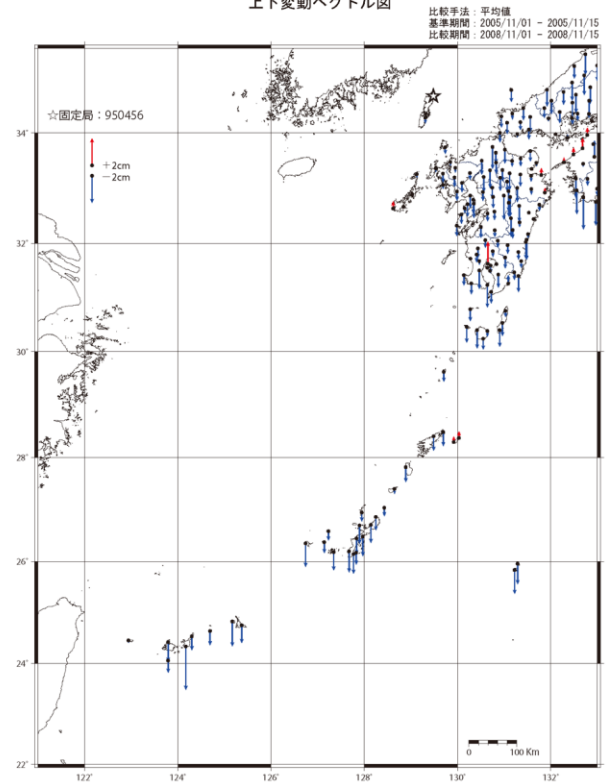 上下変動ベクトル図
比較手法：平均値
基準期間：2005/11/01 - 2005/11/15
比較期間：2008/11/01 - 2008/11/15
☆固定局：950456
+2cm
-2cm
34°
32°
30°
28°
26°
24°
22°
122°
124°
126°
128°
130°
132°
0 100 Km